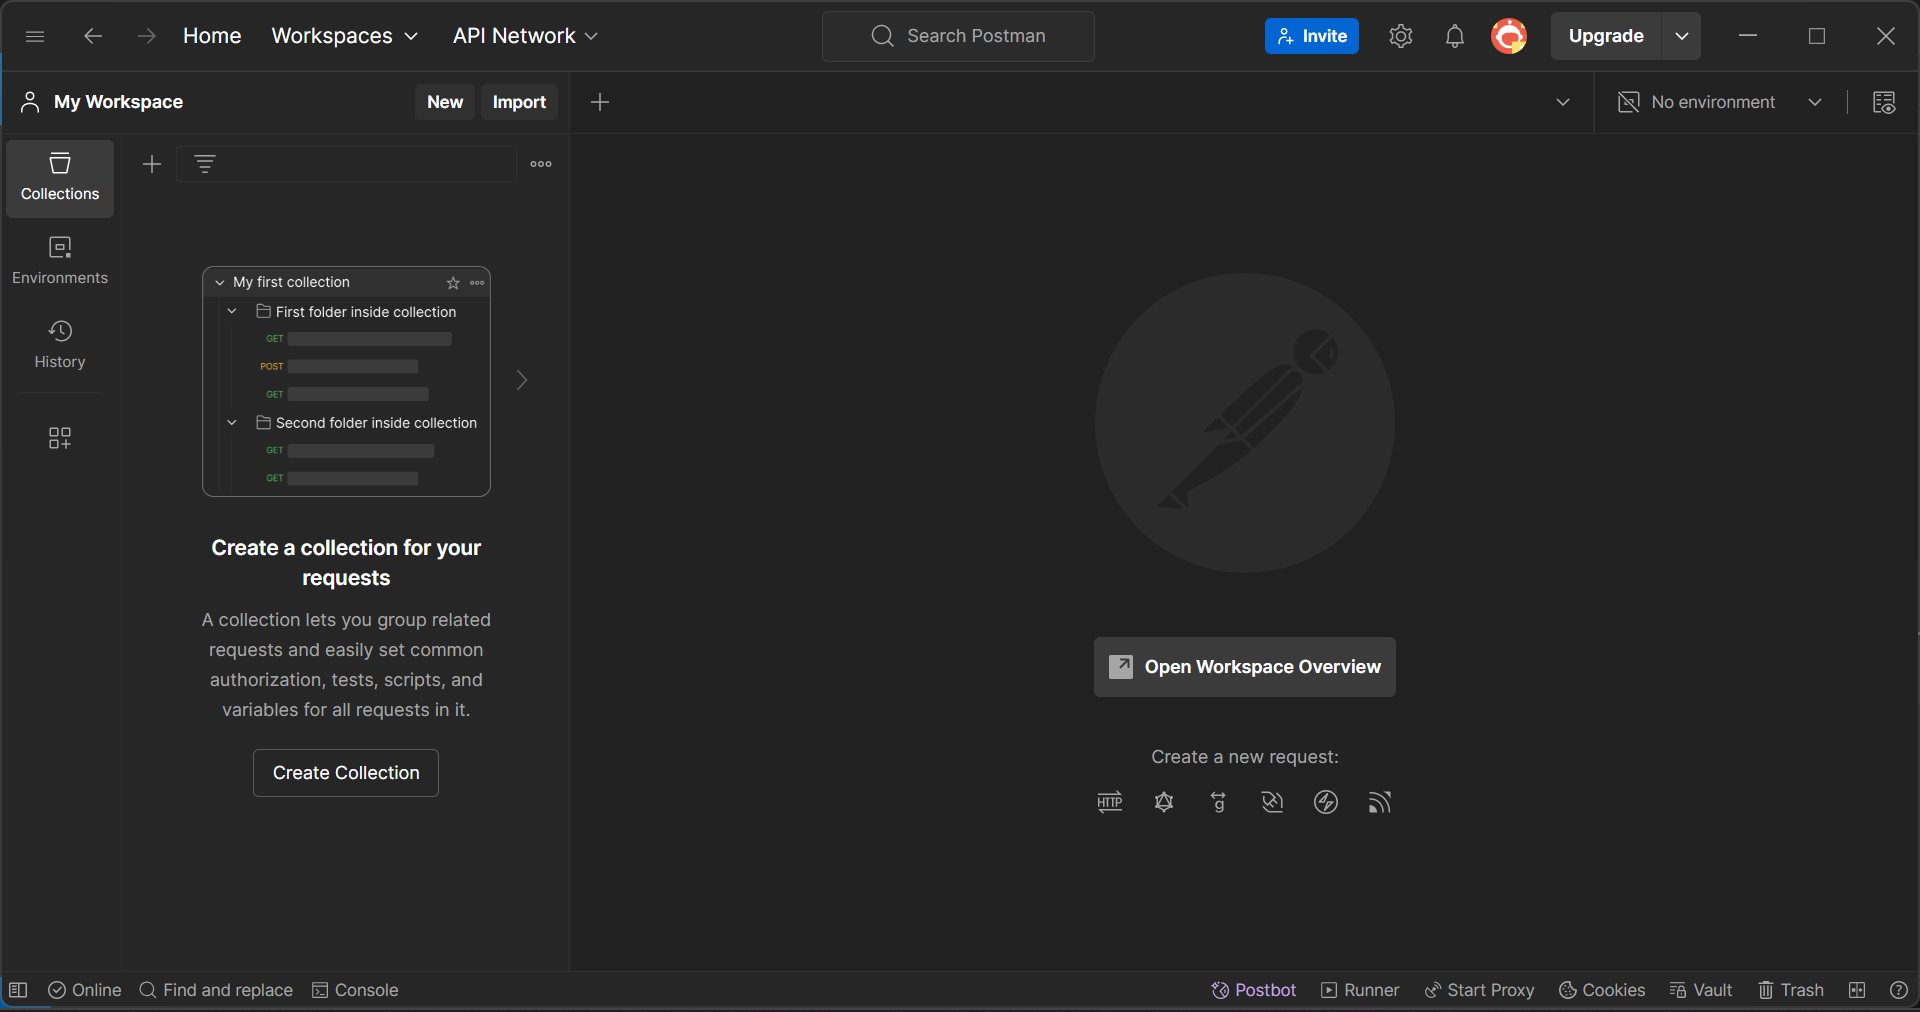 Home Workspaces API Network Search Postman Invite Upgrade
My Workspace New Import No environment
Collections
Environments
History
My first collection
First folder inside collection
GET
POST
GET
Second folder inside collection
GET
GET
Create a collection for your
requests
A collection lets you group related
requests and easily set common
authorization, tests, scripts, and
variables for all requests in it.
Create Collection
Open Workspace Overview
Create a new request:
HTTP g
Online Find and replace Console Postbot Runner Start Proxy Cookies Vault Trash